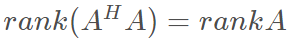 rank(A^H A) = rankA